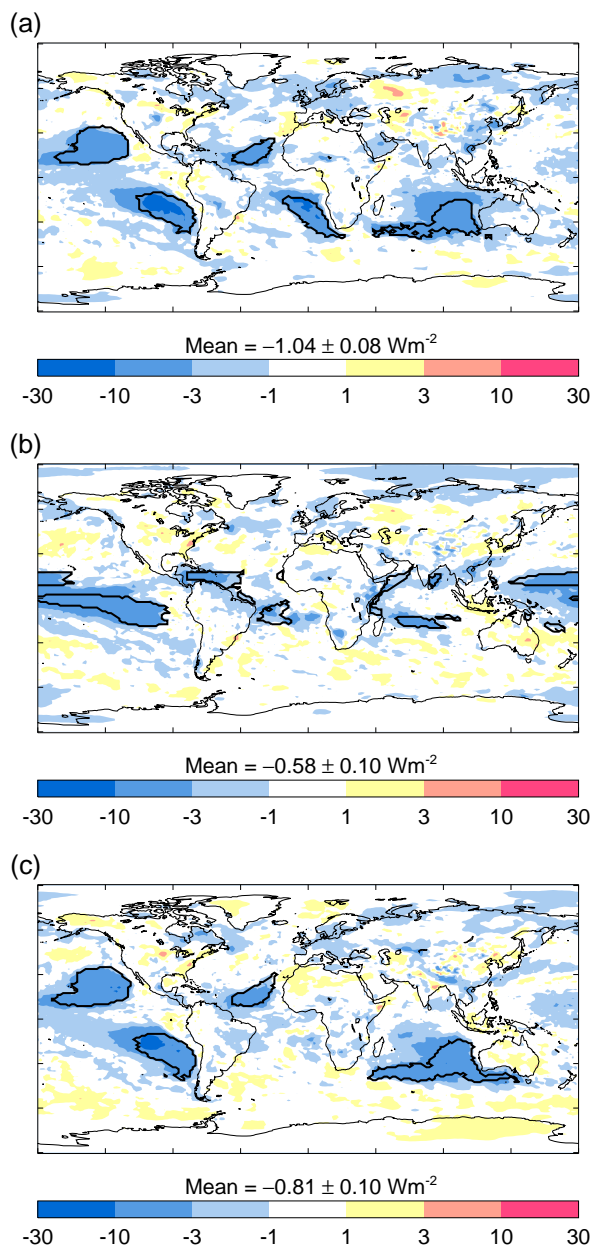 (a)
Mean = −1.04 ± 0.08 Wm-2
-30 -10 -3 -1 1 3 10 30
(b)
Mean = −0.58 ± 0.10 Wm-2
-30 -10 -3 -1 1 3 10 30
(c)
Mean = −0.81 ± 0.10 Wm-2
-30 -10 -3 -1 1 3 10 30